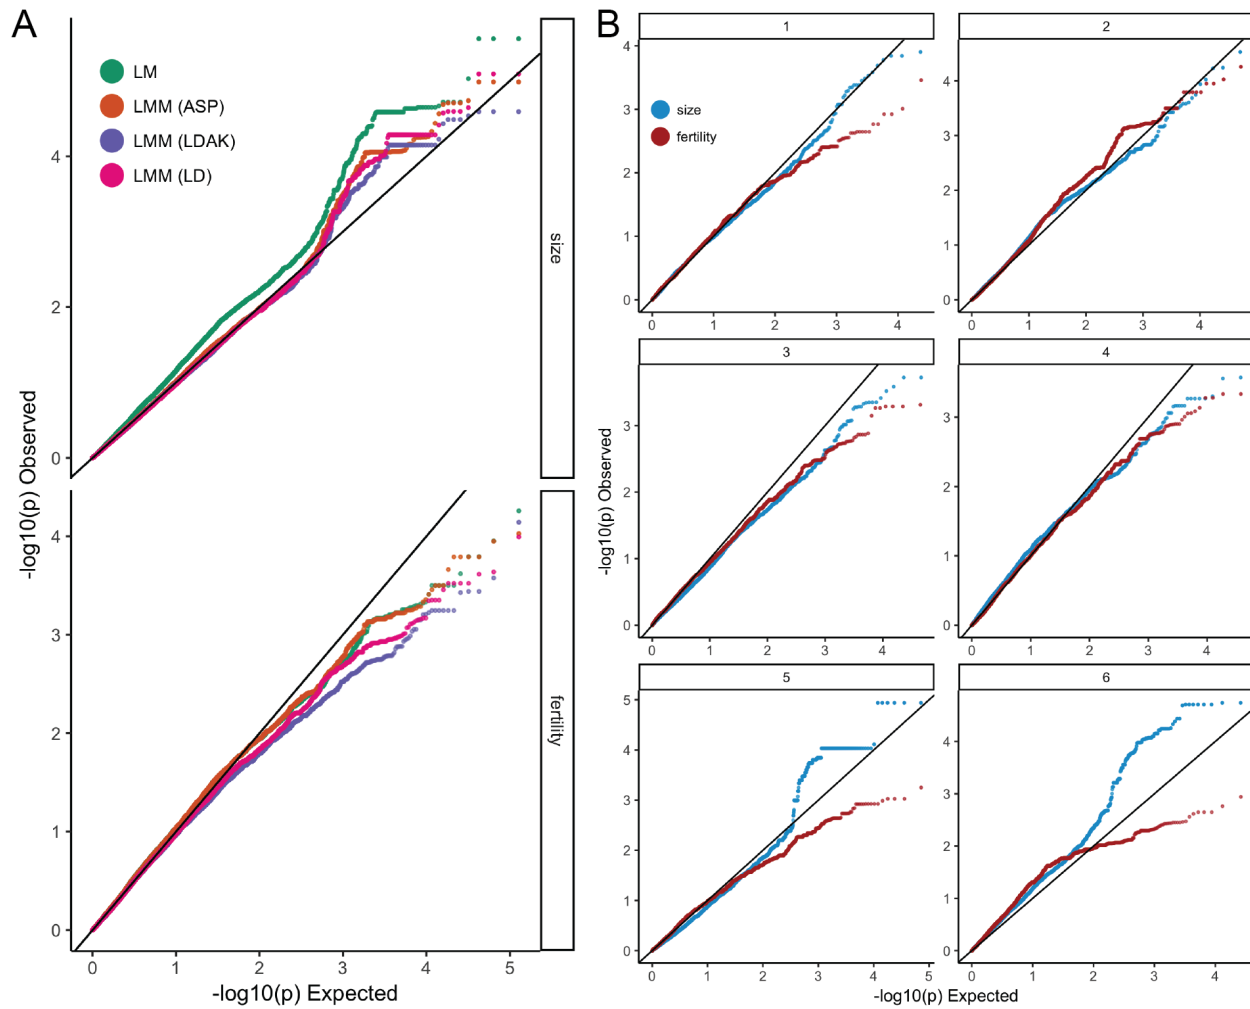 A
LM
LMM (ASP)
LMM (LDAK)
LMM (LD)
4
2
0
size
4
3
2
1
0
fertility
0 1 2 3 4 5
-log10(p) Observed
-log10(p) Expected
B
1
size
fertility
4
3
2
1
0
0 1 2 3 4
2
4
3
2
1
0
0 1 2 3 4
3
3
2
1
0
0 1 2 3 4
4
3
2
1
0
0 1 2 3 4
5
5
4
3
2
1
0
0 1 2 3 4 5
6
4
3
2
1
0
0 1 2 3 4
-log10(p) Observed
-log10(p) Expected